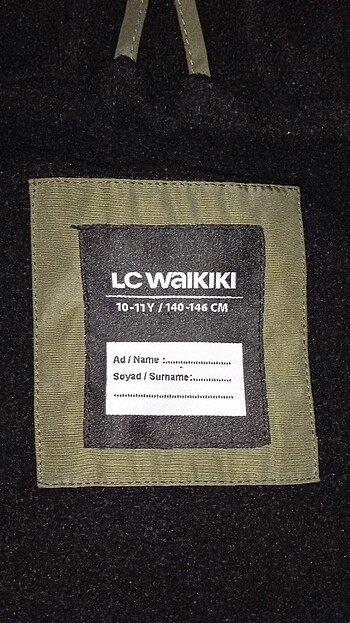 LC WAIKIKI
10-11Y / 140-146 CM
Ad / Name :....................
Soyad / Surname:............
....................................